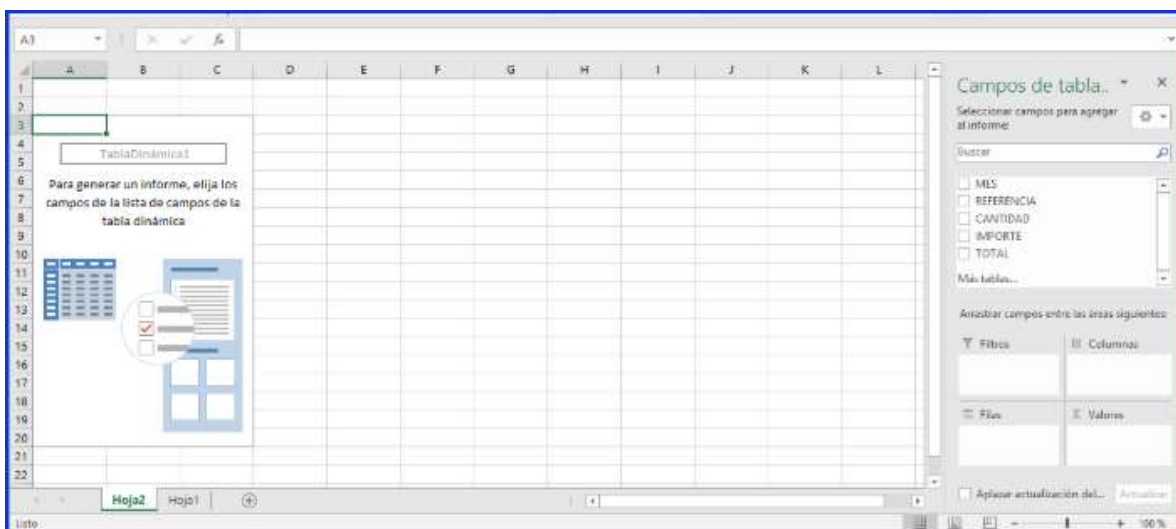 A3
A B C D E F G H I J K L
1
2
3
4
5
6
7
8
9
10
11
12
13
14
15
16
17
18
19
20
21
22
TablaDinámica1
Para generar un informe, elija los
campos de la lista de campos de la
tabla dinámica
Campos de tabla..
Seleccionar campos para agregar
al informe:
Buscar
MES
REFERENCIA
CANTIDAD
IMPORTE
TOTAL
Más tablas...
Arrastrar campos entre las áreas siguientes:
Filtros
Columnas
Filas
Valores
Aplazar actualización del...
Actualizar
Hoja2
Hoja1
Listo
100 %